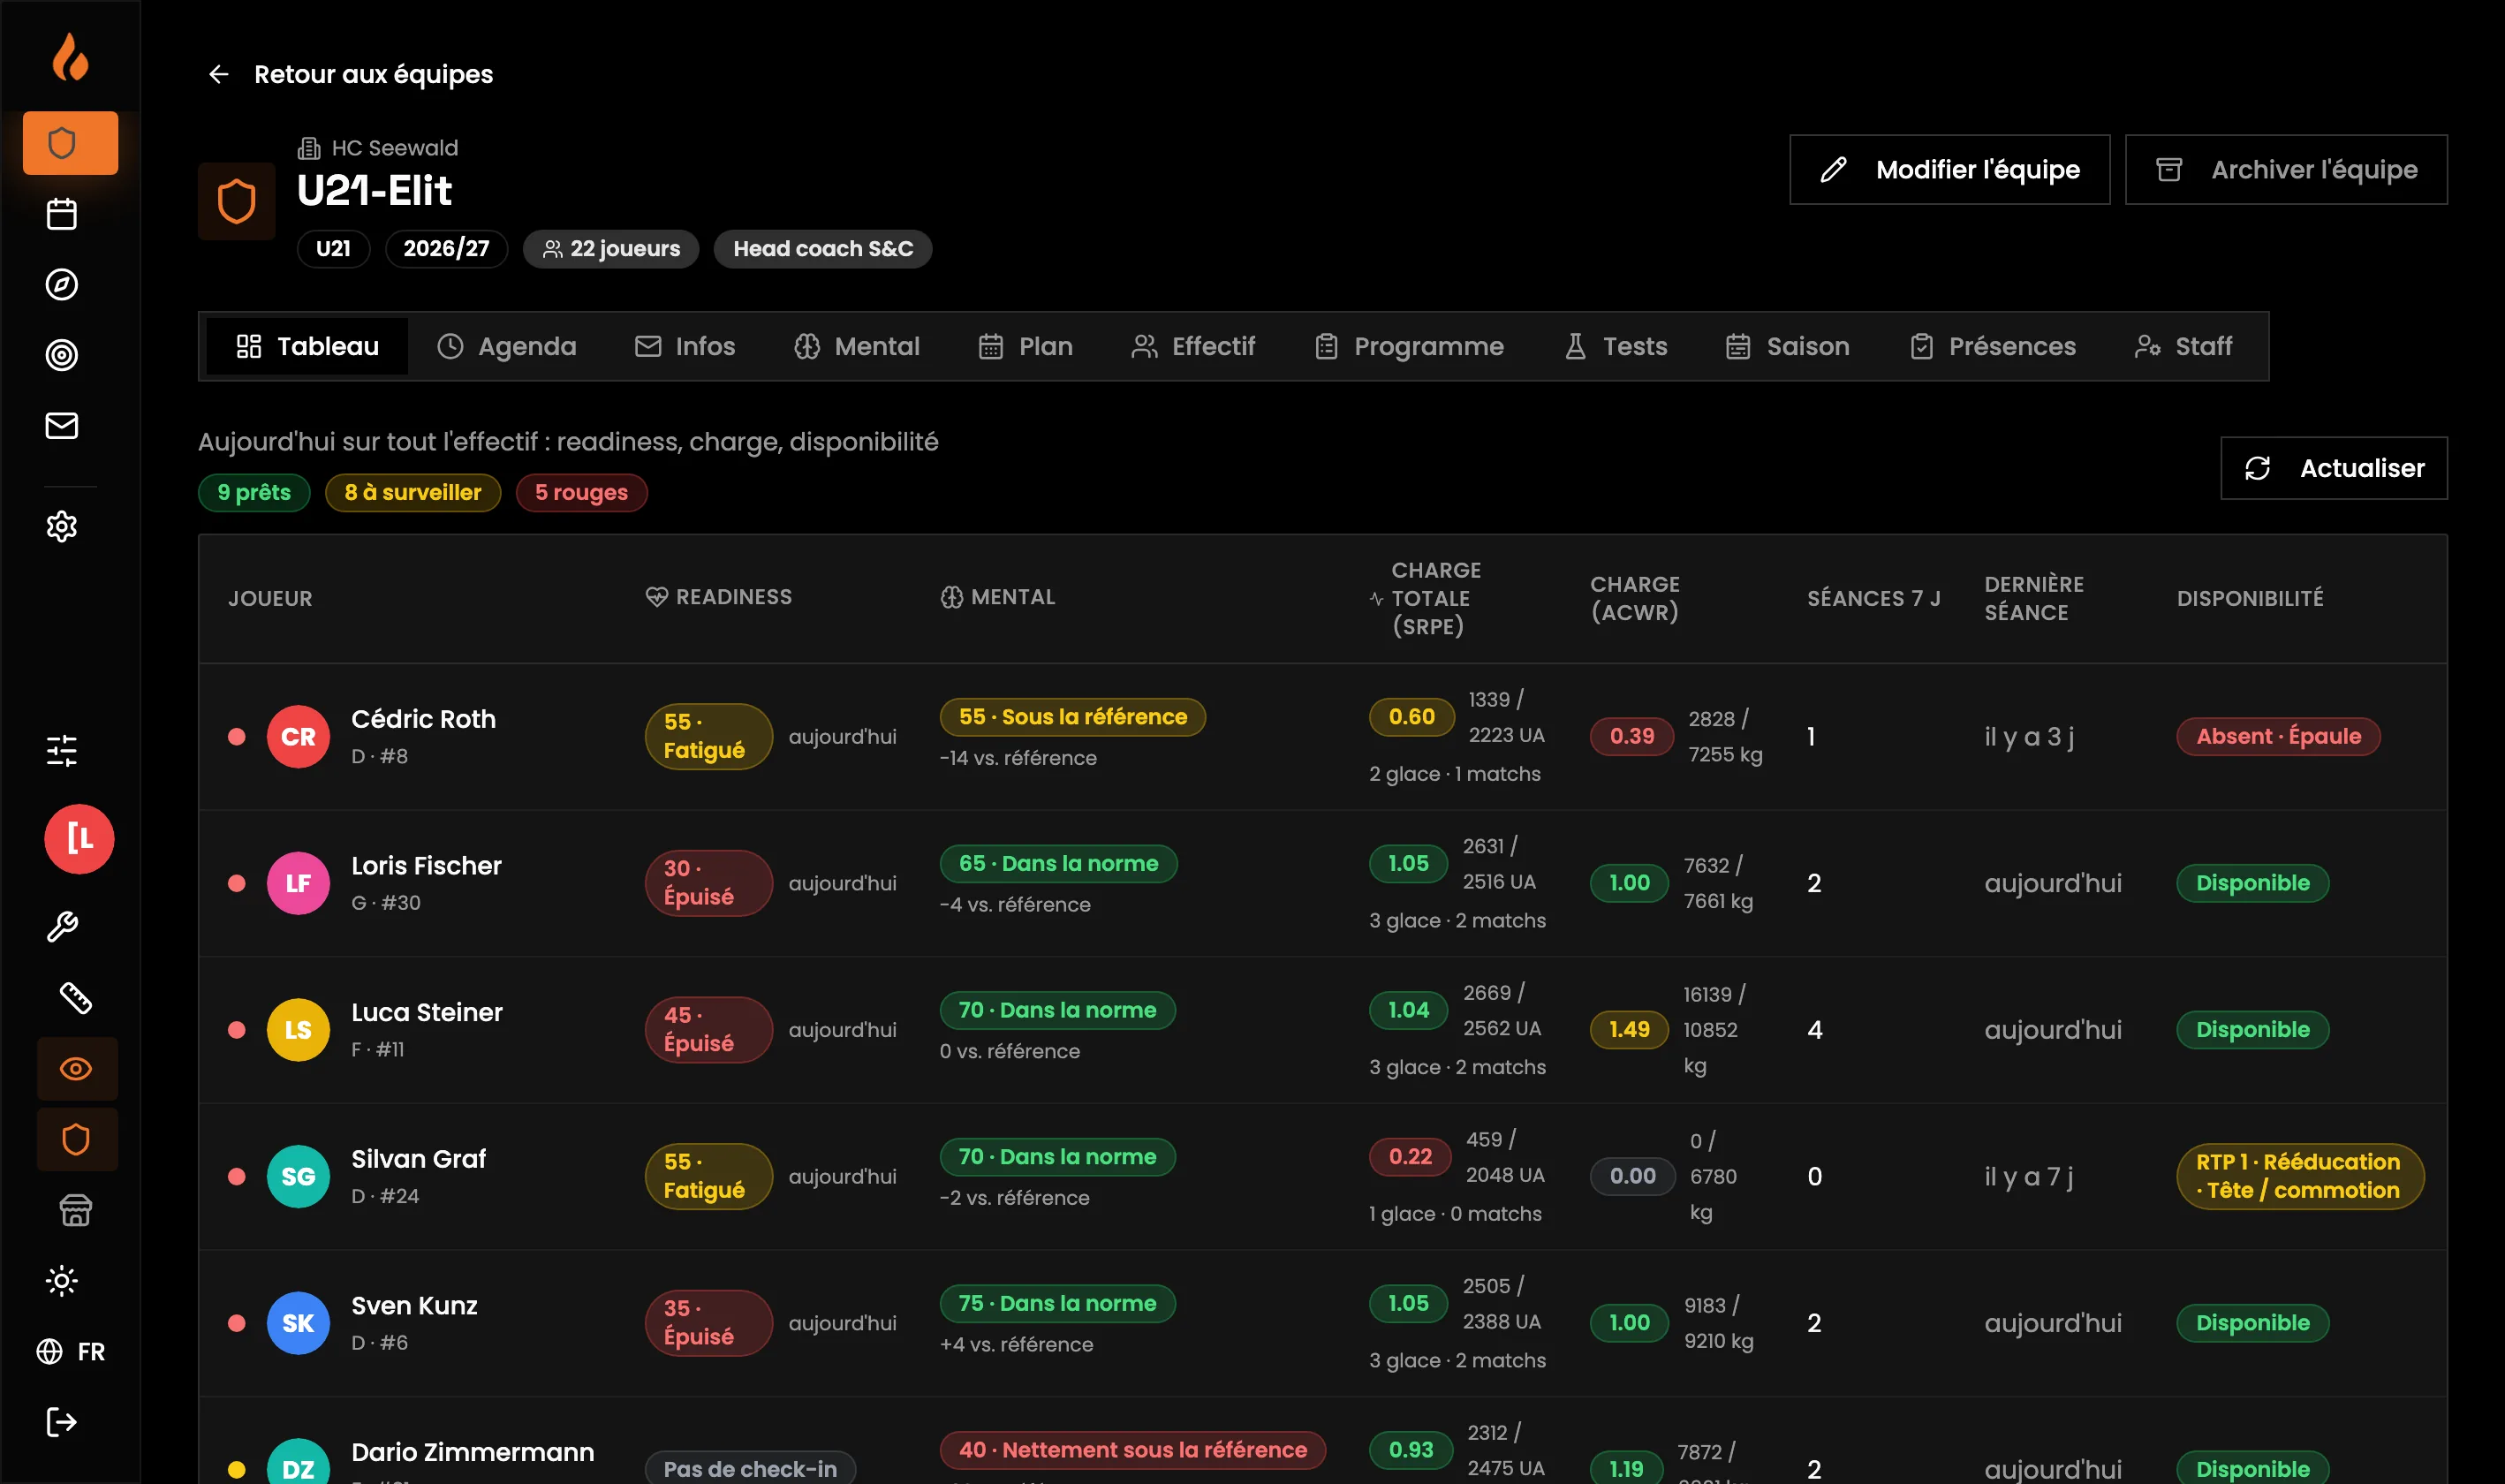 Retour aux équipes
HC Seewald
U21-Elit
U21
2026/27
22 joueurs
Head coach S&C
Modifier l'équipe
Archiver l'équipe
Tableau
Agenda
Infos
Mental
Plan
Effectif
Programme
Tests
Saison
Présences
Staff
Aujourd'hui sur tout l'effectif : readiness, charge, disponibilité
9 prêts
8 à surveiller
5 rouges
Actualiser
JOUEUR
READINESS
MENTAL
CHARGE
TOTALE
(SRPE)
CHARGE
(ACWR)
SÉANCES 7 J
DERNIÈRE
SÉANCE
DISPONIBILITÉ
CR
Cédric Roth
D · #8
55 ·
Fatigué
aujourd'hui
55 · Sous la référence
-14 vs. référence
0.60
1339 /
2223 UA
2 glace · 1 matchs
0.39
2828 /
7255 kg
1
il y a 3 j
Absent · Épaule
LF
Loris Fischer
G · #30
30 ·
Épuisé
aujourd'hui
65 · Dans la norme
-4 vs. référence
1.05
2631 /
2516 UA
3 glace · 2 matchs
1.00
7632 /
7661 kg
2
aujourd'hui
Disponible
LS
Luca Steiner
F · #11
45 ·
Épuisé
aujourd'hui
70 · Dans la norme
0 vs. référence
1.04
2669 /
2562 UA
3 glace · 2 matchs
1.49
16139 /
10852
kg
4
aujourd'hui
Disponible
SG
Silvan Graf
D · #24
55 ·
Fatigué
aujourd'hui
70 · Dans la norme
-2 vs. référence
0.22
459 /
2048 UA
1 glace · 0 matchs
0.00
0 /
6780
kg
0
il y a 7 j
RTP 1 · Rééducation
· Tête / commotion
SK
Sven Kunz
D · #6
35 ·
Épuisé
aujourd'hui
75 · Dans la norme
+4 vs. référence
1.05
2505 /
2388 UA
3 glace · 2 matchs
1.00
9183 /
9210 kg
2
aujourd'hui
Disponible
DZ
Dario Zimmermann
Pas de check-in
40 · Nettement sous la référence
0.93
2312 /
2475 UA
1.19
7872 /
2
aujourd'hui
Disponible
[L
FR